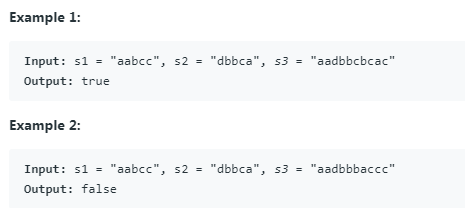 Example 1:
Input: s1 = "aabcc", s2 = "dbbca", s3 = "aadbbcbcac"
Output: true
Example 2:
Input: s1 = "aabcc", s2 = "dbbca", s3 = "aadbbbaccc"
Output: false